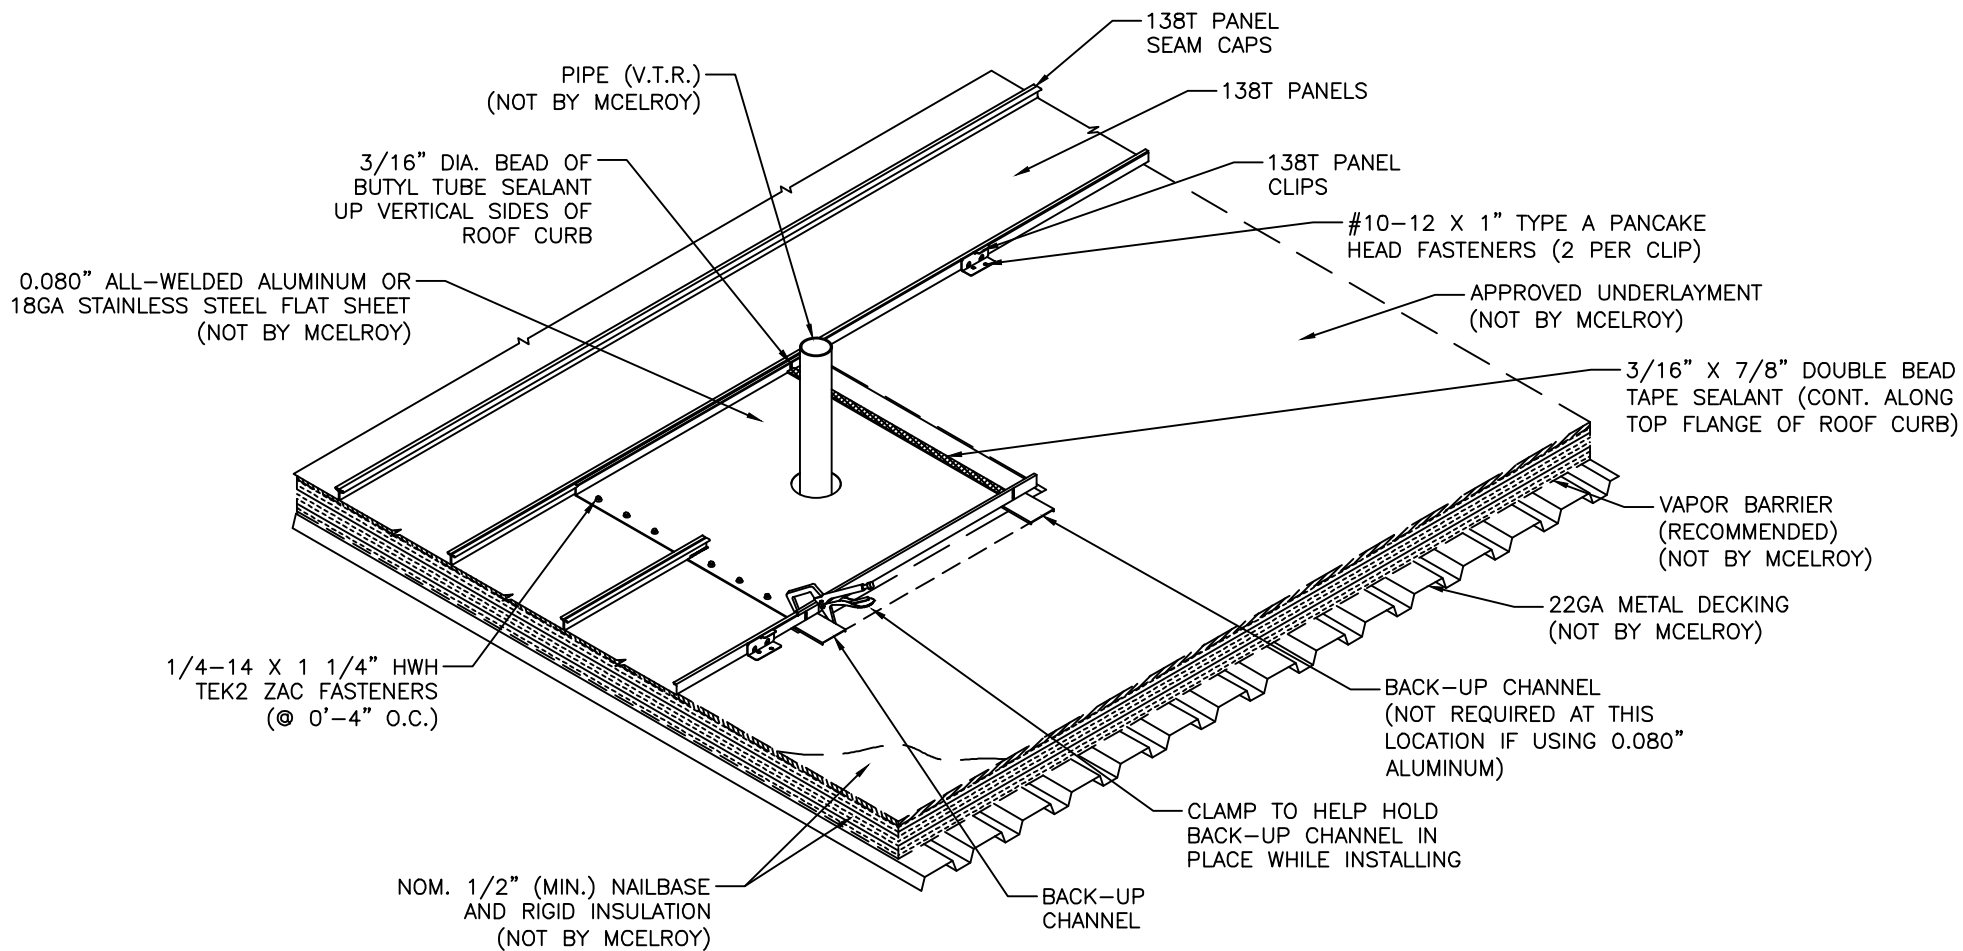 138T PANEL
SEAM CAPS
PIPE (V.T.R.)
(NOT BY MCELROY)
138T PANELS
3/16" DIA. BEAD OF
BUTYL TUBE SEALANT
UP VERTICAL SIDES OF
ROOF CURB
138T PANEL
CLIPS
#10-12 X 1" TYPE A PANCAKE
HEAD FASTENERS (2 PER CLIP)
0.080" ALL-WELDED ALUMINUM OR
18GA STAINLESS STEEL FLAT SHEET
(NOT BY MCELROY)
APPROVED UNDERLAYMENT
(NOT BY MCELROY)
3/16" X 7/8" DOUBLE BEAD
TAPE SEALANT (CONT. ALONG
TOP FLANGE OF ROOF CURB)
VAPOR BARRIER
(RECOMMENDED)
(NOT BY MCELROY)
22GA METAL DECKING
(NOT BY MCELROY)
1/4-14 X 1 1/4" HWH
TEK2 ZAC FASTENERS
(@ 0'-4" O.C.)
BACK-UP CHANNEL
(NOT REQUIRED AT THIS
LOCATION IF USING 0.080"
ALUMINUM)
CLAMP TO HELP HOLD
BACK-UP CHANNEL IN
PLACE WHILE INSTALLING
NOM. 1/2" (MIN.) NAILBASE
AND RIGID INSULATION
(NOT BY MCELROY)
BACK-UP
CHANNEL